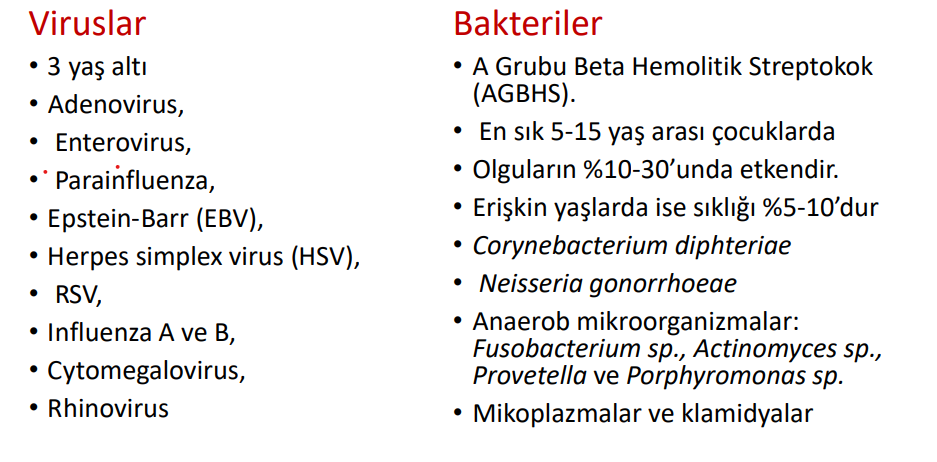 Viruslar
• 3 yaş altı
• Adenovirus,
• Enterovirus,
• Parainfluenza,
• Epstein-Barr (EBV),
• Herpes simplex virus (HSV),
• RSV,
• Influenza A ve B,
• Cytomegalovirus,
• Rhinovirus
Bakteriler
• A Grubu Beta Hemolitik Streptokok
(AGBHS).
• En sık 5-15 yaş arası çocuklarda
• Olguların %10-30’unda etkendir.
• Erişkin yaşlarda ise sıklığı %5-10’dur
• Corynebacterium diphteriae
• Neisseria gonorrhoeae
• Anaerob mikroorganizmalar:
Fusobacterium sp., Actinomyces sp.,
Provetella ve Porphyromonas sp.
• Mikoplazmalar ve klamidyalar